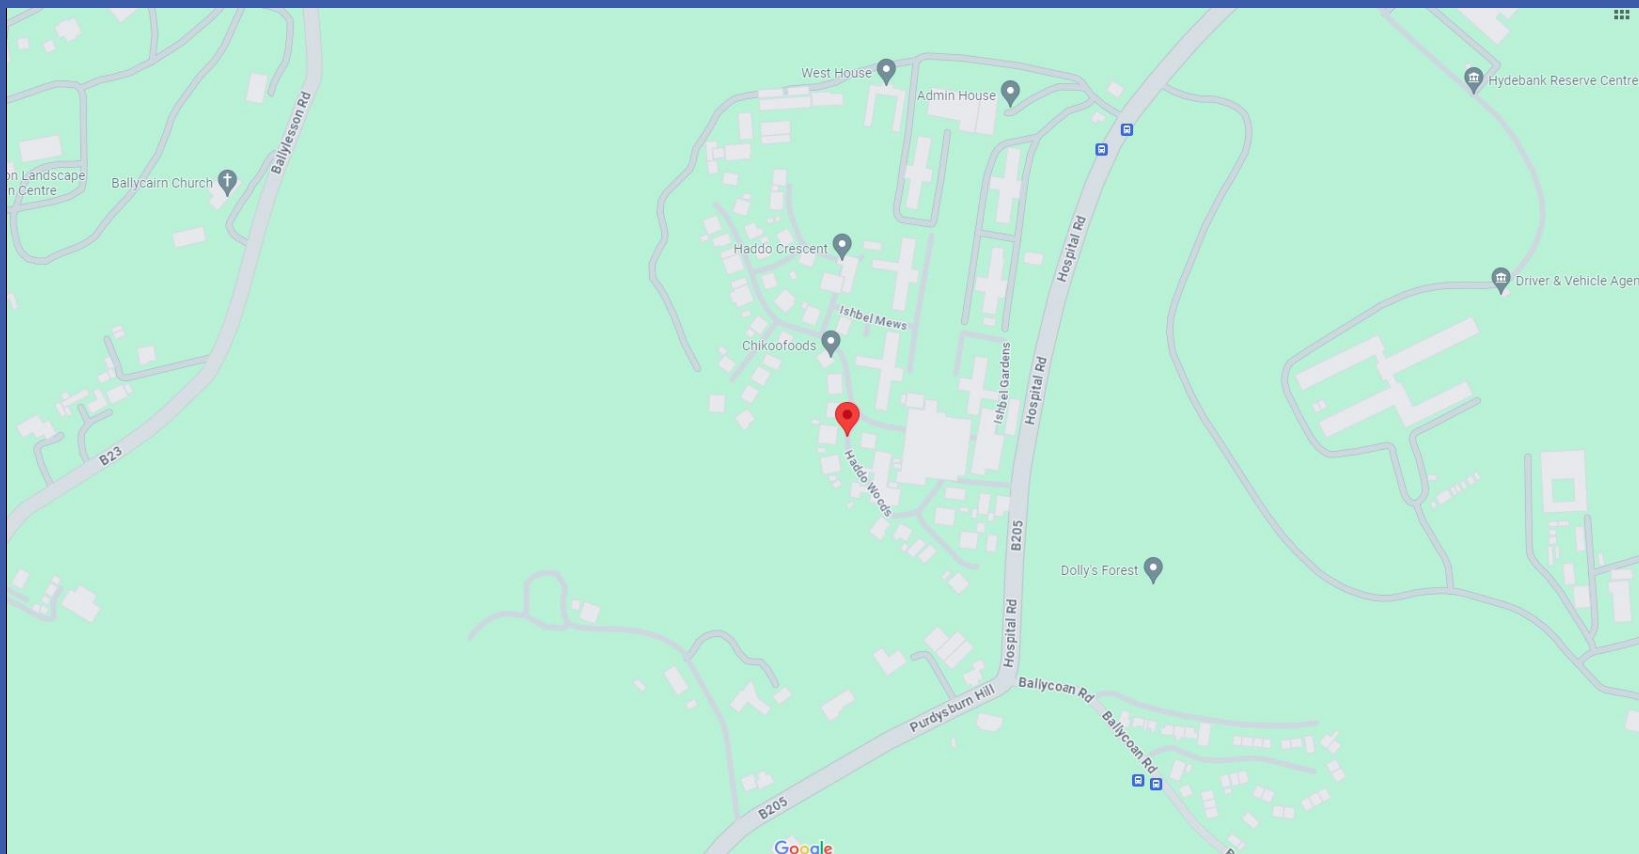 West House
Admin House
Hydebank Reserve Centre
Ballylesson Rd
on Landscape
n Centre
Ballycairn Church
Hospital Rd
Haddo Crescent
Driver & Vehicle Agen
Ishbel Mews
Chikoofoods
Ishbel Gardens
Hospital Rd
B23
Haddo Woods
B205
Dolly's Forest
Hospital Rd
Ballycoan Rd
Purdysburn Hill
Ballycoan Rd
B205
Google